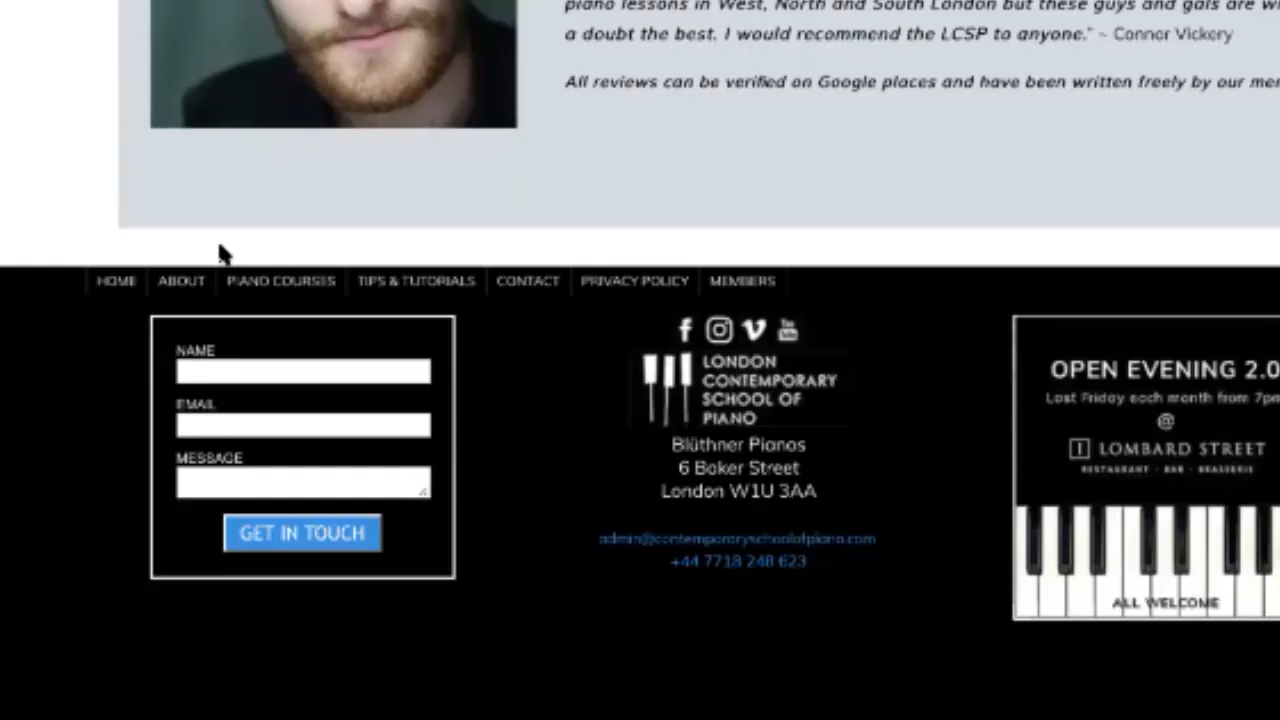 piano lessons in West, North and South London but these guys and gals are
a doubt the best. I would recommend the LCSP to anyone." ~ Connor Vickery
All reviews can be verified on Google places and have been written freely by our
HOME ABOUT PIANO COURSES TIPS & TUTORIALS CONTACT PRIVACY POLICY MEMBERS
NAME
EMAIL
MESSAGE
GET IN TOUCH
You Tube
LONDON
CONTEMPORARY
SCHOOL OF
PIANO
Blüthner Pianos
6 Baker Street
London W1U 3AA
admin@contemporaryschoolofpiano.com
+44 7718 248 623
OPEN EVENING 2.0
Last Friday each month from 7pm
@
LOMBARD STREET
RESTAURANT · BAR · BRASSERIE
ALL WELCOME